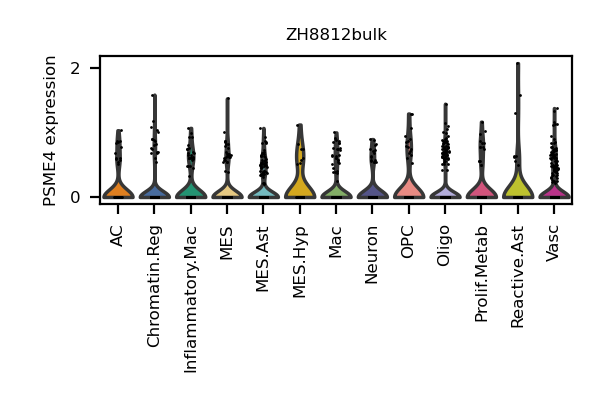 ZH8812bulk
PSME4 expression
2
0
AC
Chromatin.Reg
Inflammatory.Mac
MES
MES.Ast
MES.Hyp
Mac
Neuron
OPC
Oligo
Prolif.Metab
Reactive.Ast
Vasc